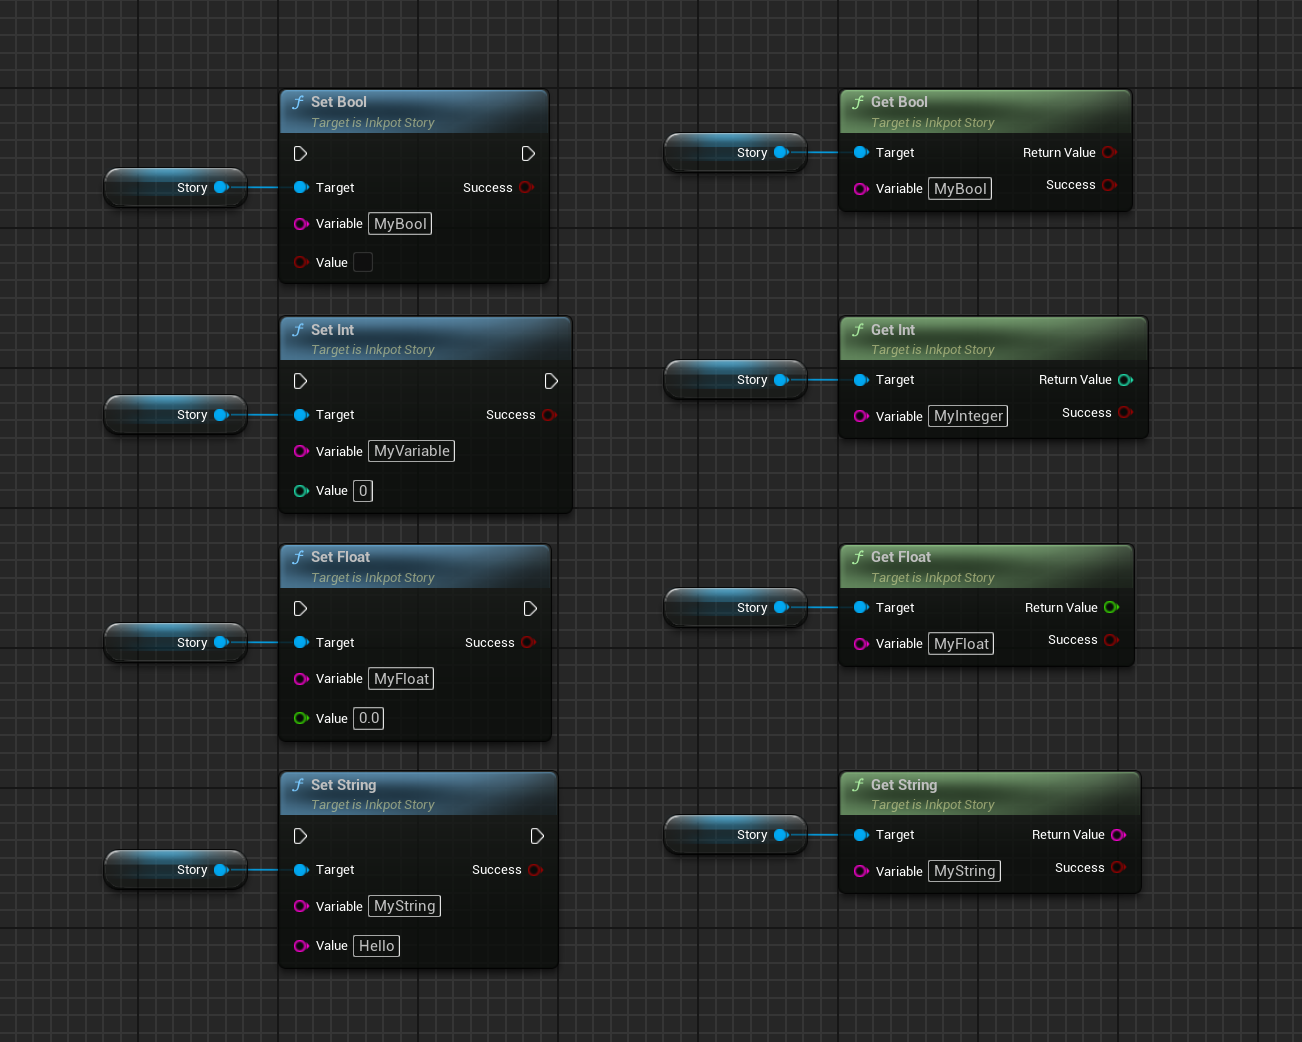 Set Bool
Target is Inkpot Story
Story
Target
Success
Variable MyBool
Value
Get Bool
Target is Inkpot Story
Story
Target
Return Value
Variable MyBool
Success
Set Int
Target is Inkpot Story
Story
Target
Success
Variable MyVariable
Value 0
Get Int
Target is Inkpot Story
Story
Target
Return Value
Variable MyInteger
Success
Set Float
Target is Inkpot Story
Story
Target
Success
Variable MyFloat
Value 0.0
Get Float
Target is Inkpot Story
Story
Target
Return Value
Variable MyFloat
Success
Set String
Target is Inkpot Story
Story
Target
Success
Variable MyString
Value Hello
Get String
Target is Inkpot Story
Story
Target
Return Value
Variable MyString
Success